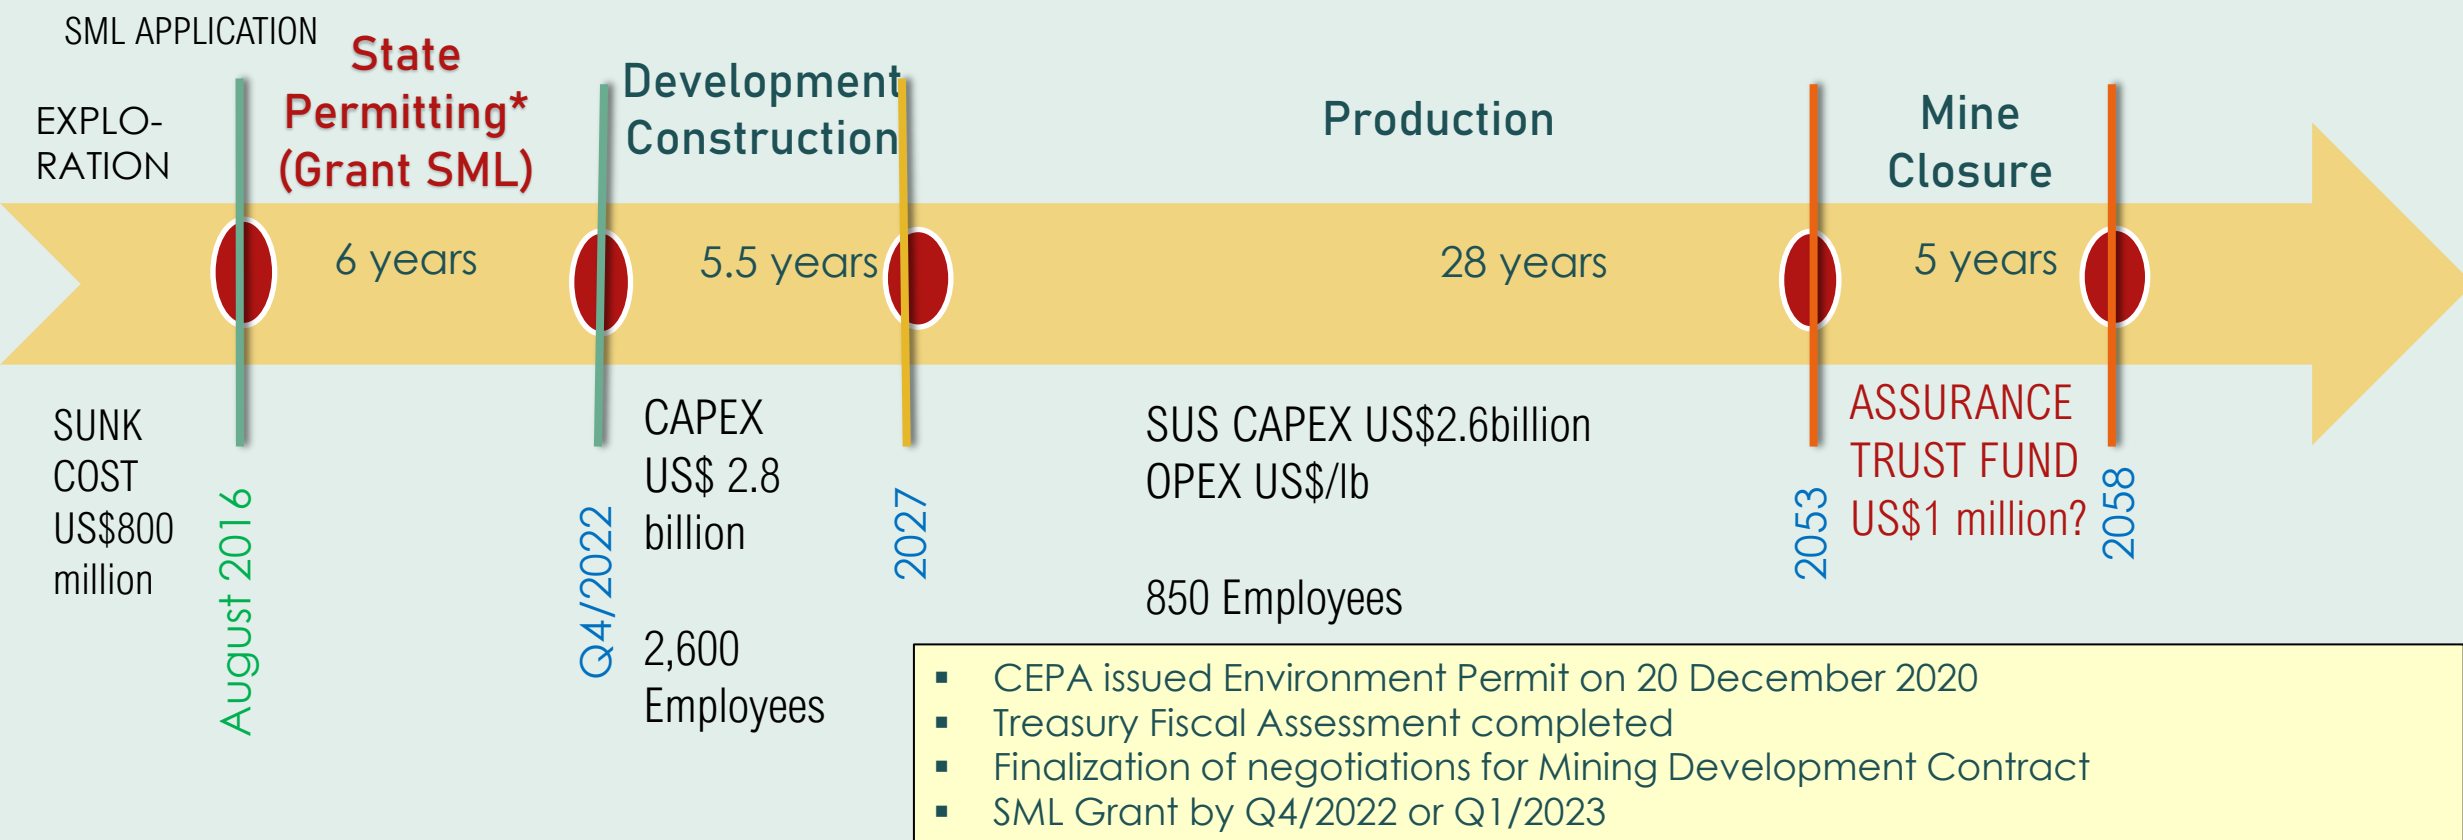 SML APPLICATION
EXPLO-
RATION
State
Permitting*
(Grant SML)
Development
Construction
Production
Mine
Closure
6 years
5.5 years
28 years
5 years
SUNK
COST
US$800
million
August 2016
Q4/2022
CAPEX
US$ 2.8
billion
2,600
Employees
2027
SUS CAPEX US$2.6billion
OPEX US$/lb
850 Employees
2053
ASSURANCE
TRUST FUND
US$1 million?
2058
▪ CEPA issued Environment Permit on 20 December 2020
▪ Treasury Fiscal Assessment completed
▪ Finalization of negotiations for Mining Development Contract
▪ SML Grant by Q4/2022 or Q1/2023